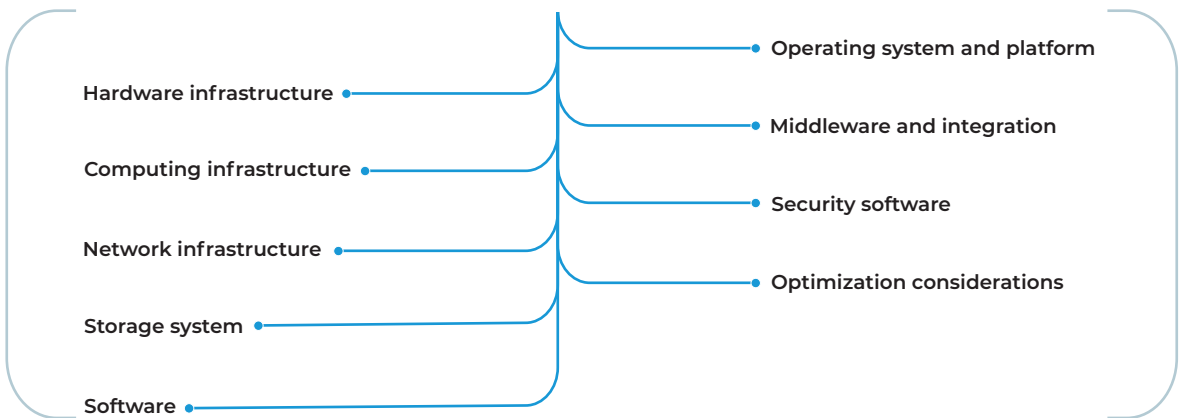 Hardware infrastructure
Computing infrastructure
Network infrastructure
Storage system
Software
Operating system and platform
Middleware and integration
Security software
Optimization considerations